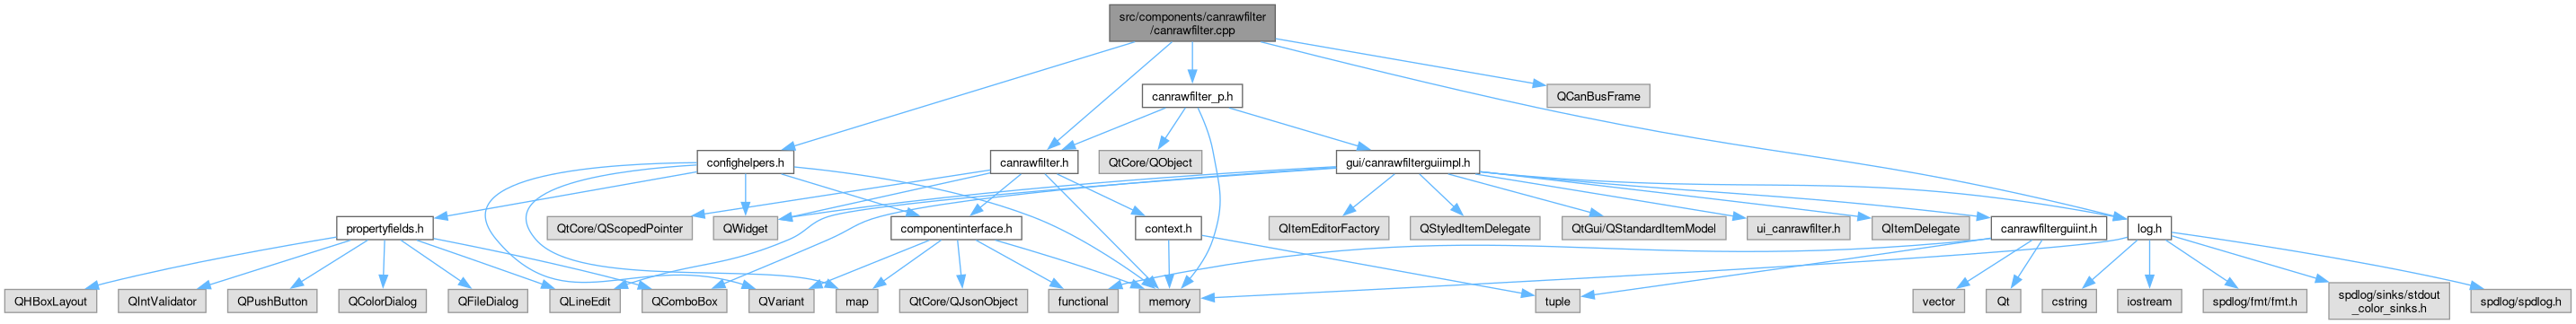 src/components/canrawfilter
/canrawfilter.cpp
canrawfilter_p.h
QCanBusFrame
confighelpers.h
canrawfilter.h
QtCore/QObject
gui/canrawfilterguiimpl.h
propertyfields.h
QtCore/QScopedPointer
QWidget
componentinterface.h
context.h
QItemEditorFactory
QStyledItemDelegate
QtGui/QStandardItemModel
ui_canrawfilter.h
QItemDelegate
canrawfilterguiint.h
log.h
QHBoxLayout
QIntValidator
QPushButton
QColorDialog
QFileDialog
QLineEdit
QComboBox
QVariant
map
QtCore/QJsonObject
functional
memory
tuple
vector
Qt
cstring
iostream
spdlog/fmt/fmt.h
spdlog/sinks/stdout
_color_sinks.h
spdlog/spdlog.h